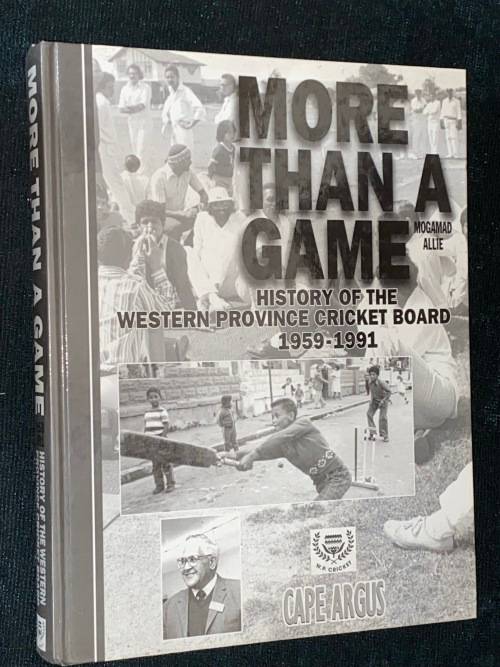 MORE
THAN A
GAME
MOGAMAD
ALLIE
HISTORY OF THE
WESTERN PROVINCE CRICKET BOARD
1959-1991
W.P. CRICKET
CAPE ARGUS
MORE THAN A GAME
HISTORY OF THE WESTERN